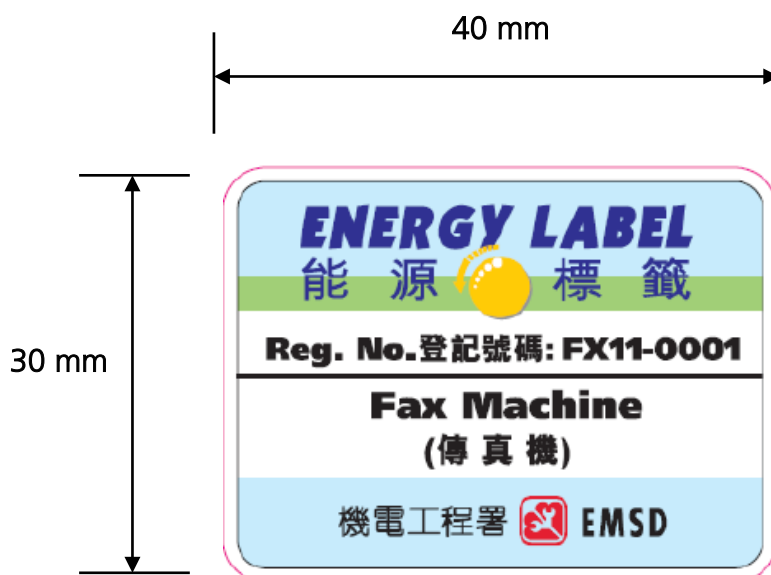 40 mm
30 mm
ENERGY LABEL
能 源 標 籤
Reg. No.登記號碼: FX11-0001
Fax Machine
(傳 真 機)
機電工程署 EMSD